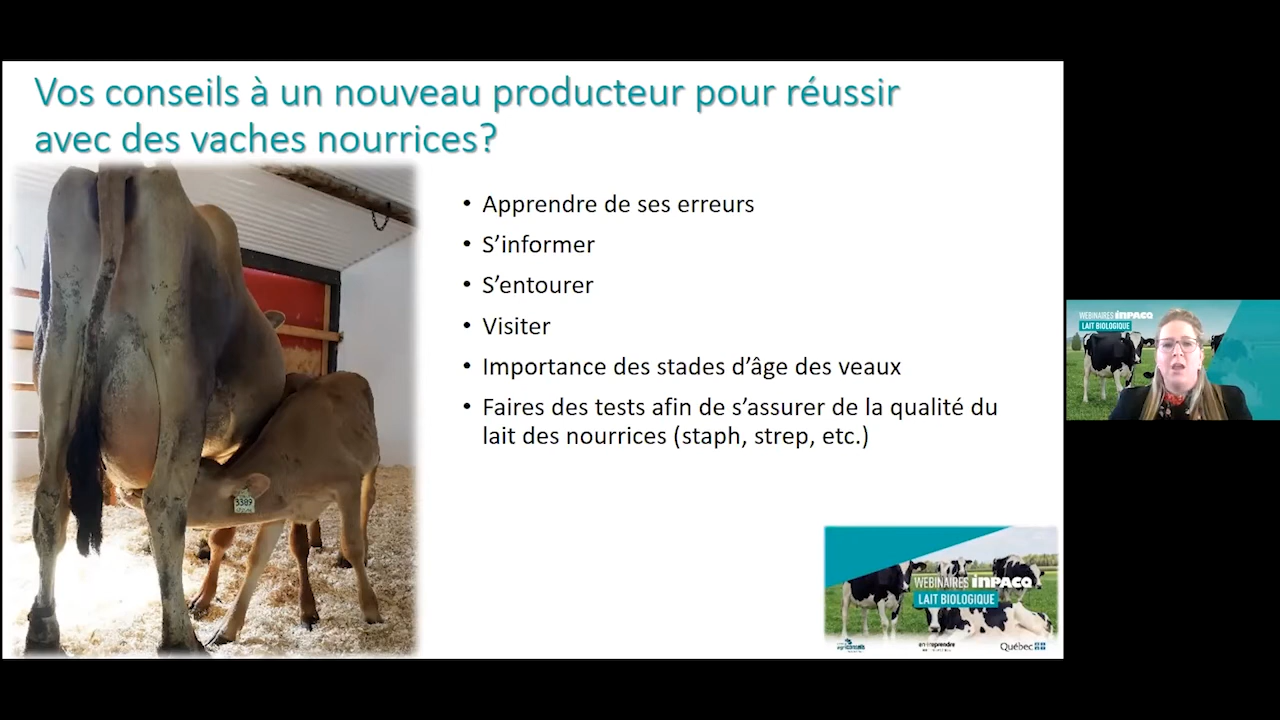 Vos conseils à un nouveau producteur pour réussir
avec des vaches nourrices?
• Apprendre de ses erreurs
• S'informer
• S'entourer
• Visiter
• Importance des stades d'âge des veaux
• Faires des tests afin de s'assurer de la qualité du
lait des nourrices (staph, strep, etc.)
3389
WEBINAIRES INPACQ
LAIT BIOLOGIQUE
WEBINAIRES INPACQ
LAIT BIOLOGIQUE
Québec